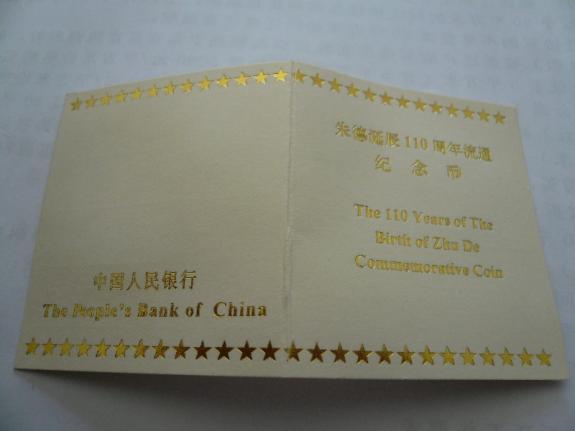 中国人民银行
The People's Bank of China
朱德诞辰110周年流通
纪念币
The 110 Years of The
Birth of Zhu De
Commemorative Coin